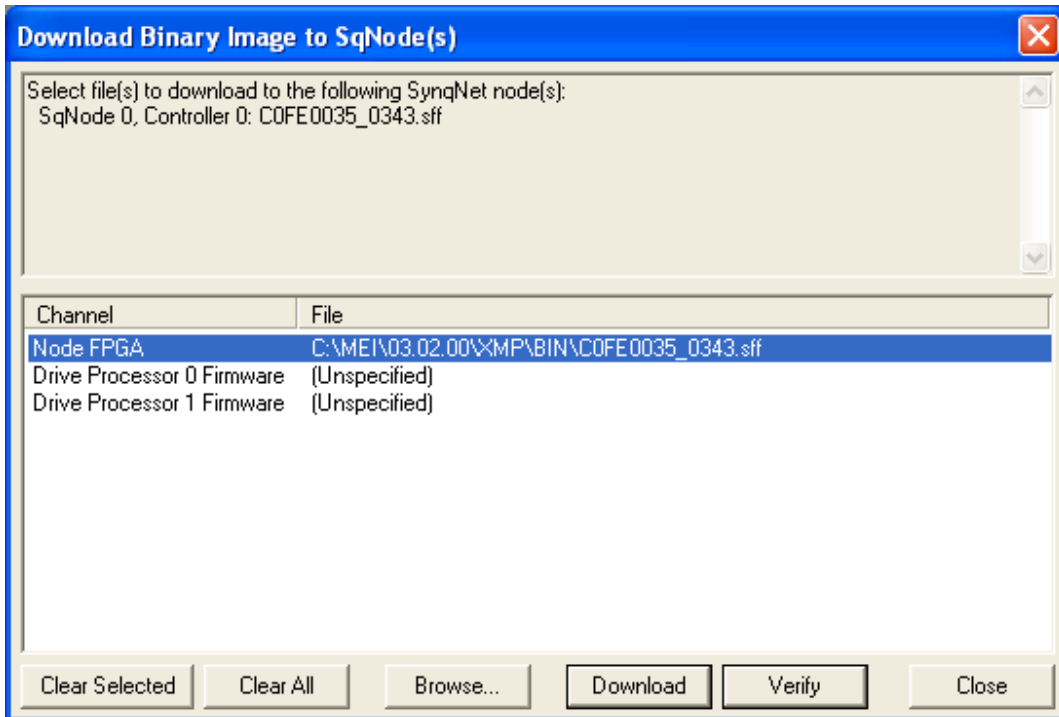 Download Binary Image to SqNode(s)
Select file(s) to download to the following SynqNet node(s):
SqNode 0, Controller 0: C0FE0035_0343.sff
Channel File
Node FPGA C:\MEI\03.02.00\XMP\BIN\C0FE0035_0343.sff
Drive Processor 0 Firmware (Unspecified)
Drive Processor 1 Firmware (Unspecified)
Clear Selected Clear All Browse... Download Verify Close